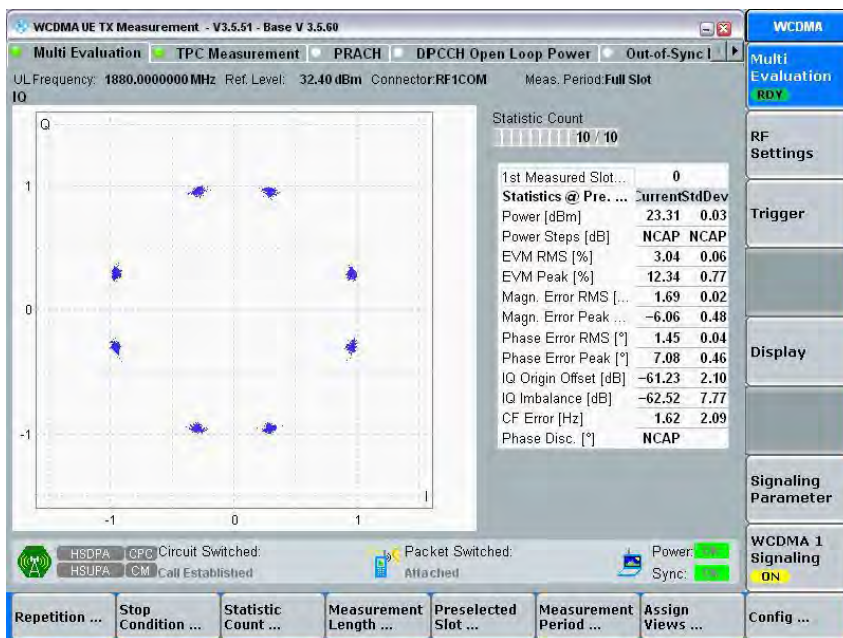 WCDMA UE TX Measurement - V3.5.51 - Base V 3.5.60
WCDMA
Multi Evaluation TPC Measurement PRACH DPCCH Open Loop Power Out-of-Sync
Multi Evaluation RDY
UL Frequency: 1880.0000000 MHz Ref. Level: 32.40 dBm Connector:RF1COM Meas. Period:Full Slot
IQ
Q
1
0
-1
-1 0 1
I
Statistic Count
10 / 10
1st Measured Slot... 0
Statistics @ Pre. ... Current StdDev
Power [dBm] 23.31 0.03
Power Steps [dB] NCAP NCAP
EVM RMS [%] 3.04 0.06
EVM Peak [%] 12.34 0.77
Magn. Error RMS [... 1.69 0.02
Magn. Error Peak ... -6.06 0.48
Phase Error RMS [°] 1.45 0.04
Phase Error Peak [°] 7.08 0.46
IQ Origin Offset [dB] -61.23 2.10
IQ Imbalance [dB] -62.52 7.77
CF Error [Hz] 1.62 2.09
Phase Disc. [°] NCAP
RF
Settings
Trigger
Display
Signaling
Parameter
WCDMA 1
Signaling
ON
HSDPA CPC Circuit Switched: Packet Switched: Power:
HSUPA CM Call Established Attached Sync:
Repetition ...
Stop
Condition ...
Statistic
Count ...
Measurement
Length ...
Preselected
Slot ...
Measurement
Period ...
Assign
Views ...
Config ...